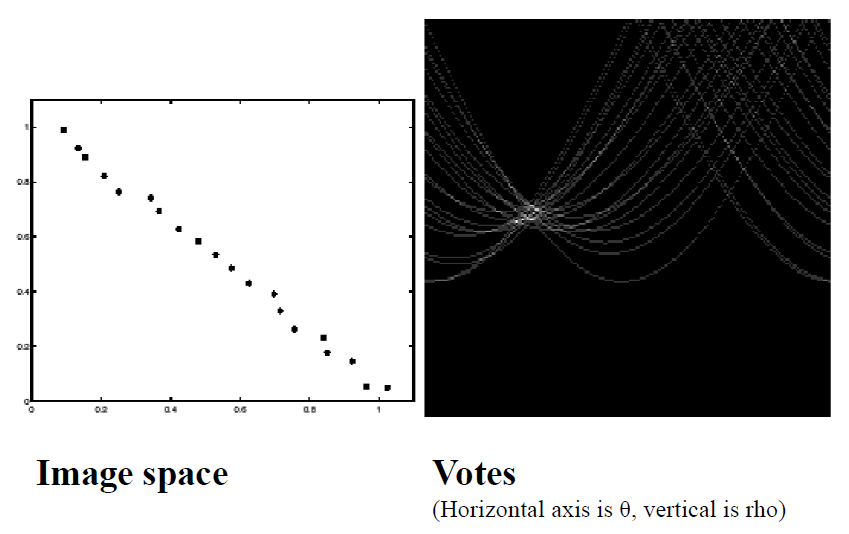 1
0.8
0.6
0.4
0.2
0
0 0.2 0.4 0.6 0.8 1
Image space
Votes
(Horizontal axis is θ, vertical is rho)